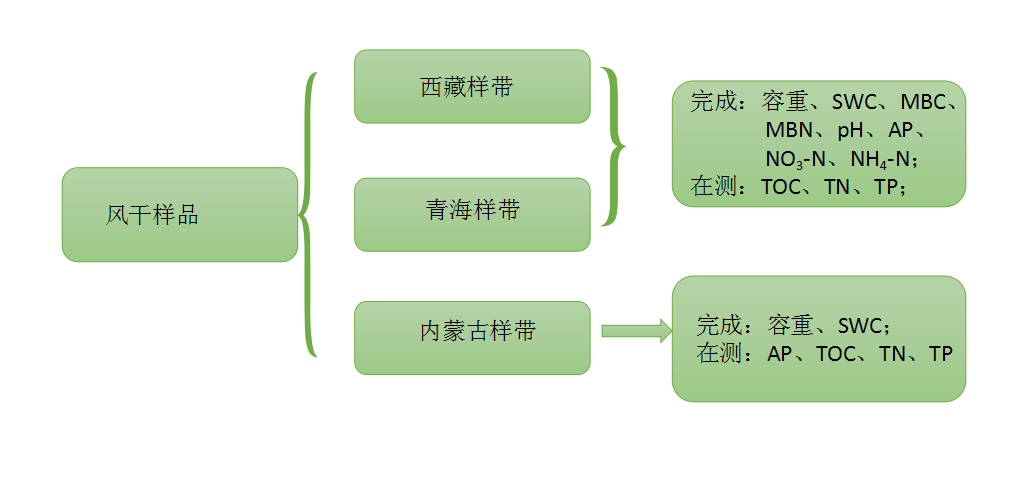 风干样品
西藏样带
青海样带
内蒙古样带
完成：容重、SWC、MBC、
MBN、pH、AP、
NO₃-N、NH₄-N；
在测：TOC、TN、TP；
完成：容重、SWC；
在测：AP、TOC、TN、TP